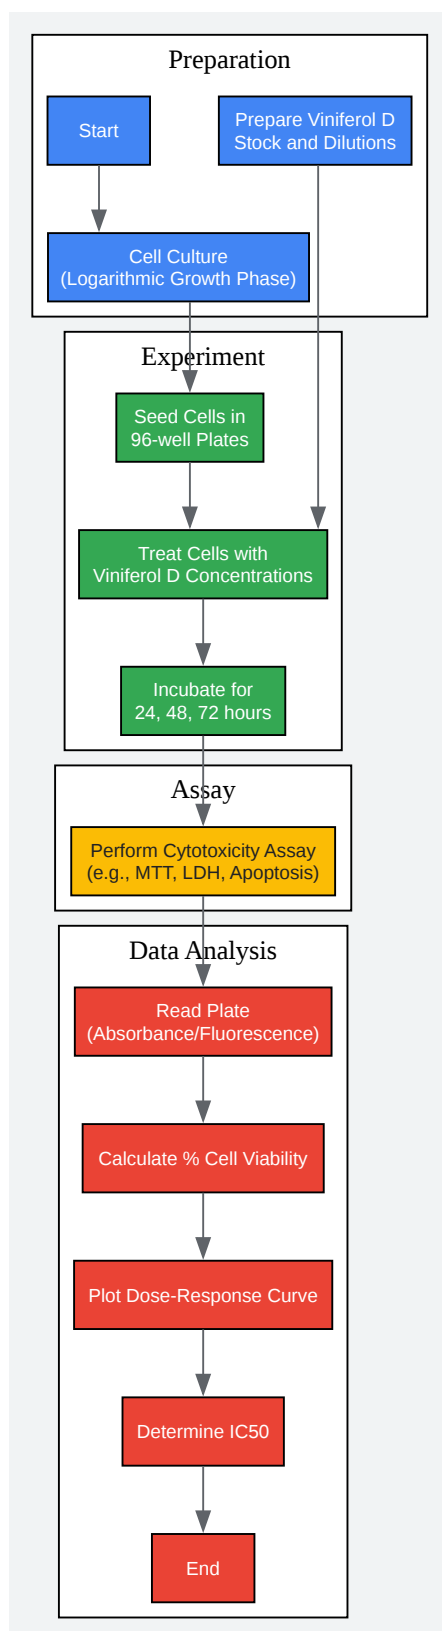 Preparation
Start
Prepare Viniferol D
Stock and Dilutions
Cell Culture
(Logarithmic Growth Phase)
Experiment
Seed Cells in
96-well Plates
Treat Cells with
Viniferol D Concentrations
Incubate for
24, 48, 72 hours
Assay
Perform Cytotoxicity Assay
(e.g., MTT, LDH, Apoptosis)
Data Analysis
Read Plate
(Absorbance/Fluorescence)
Calculate % Cell Viability
Plot Dose-Response Curve
Determine IC50
End